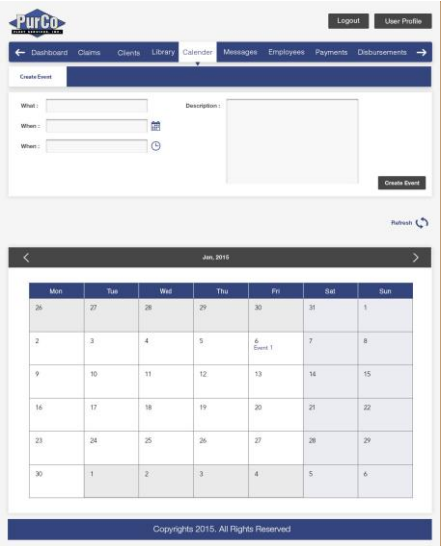 PurCo
FLEET SERVICES, INC.
Logout User Profile
Dashboard Claims Clients Library Calender Messages Employees Payments Disbursements
Create Event
What : Description :
When :
When :
Create Event
Refresh
Jan, 2015
Mon Tue Wed Thu Fri Sat Sun
26 27 28 29 30 31 1
2 3 4 5 6 7 8
Event 1
9 10 11 12 13 14 15
16 17 18 19 20 21 22
23 24 25 26 27 28 29
30 1 2 3 4 5 6
Copyrights 2015. All Rights Reserved